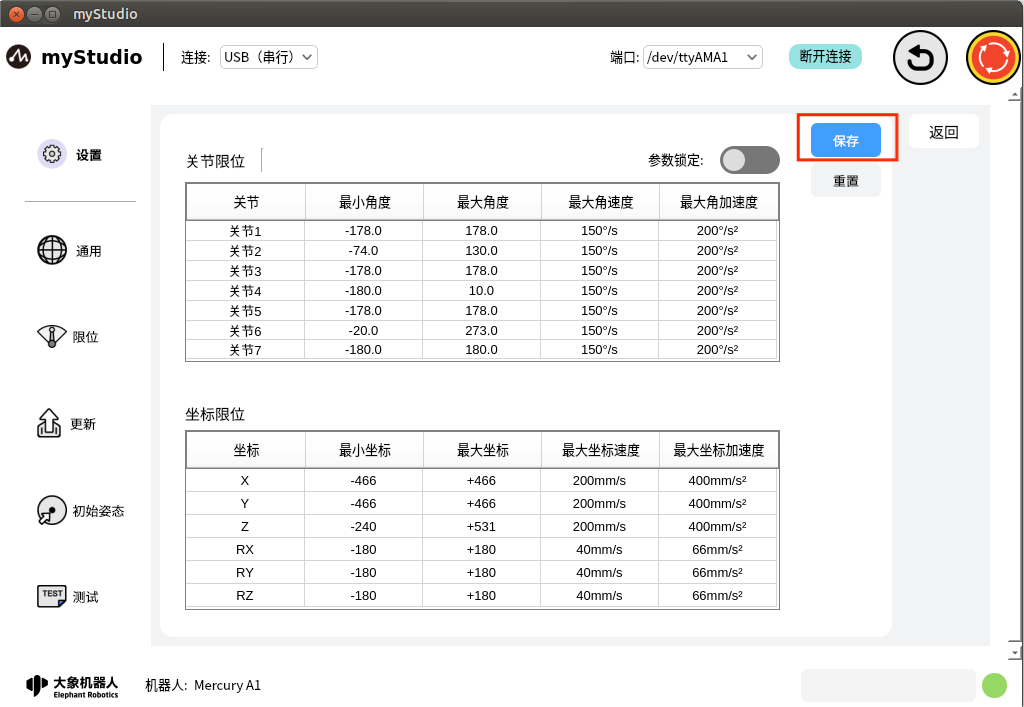 myStudio
myStudio 连接: USB（串行） 端口: /dev/ttyAMA1 断开连接
设置
通用
限位
更新
初始姿态
TEST 测试
关节限位 参数锁定: 保存 返回
重置
关节 最小角度 最大角度 最大角速度 最大角加速度
关节1 -178.0 178.0 150°/s 200°/s²
关节2 -74.0 130.0 150°/s 200°/s²
关节3 -178.0 178.0 150°/s 200°/s²
关节4 -180.0 10.0 150°/s 200°/s²
关节5 -178.0 178.0 150°/s 200°/s²
关节6 -20.0 273.0 150°/s 200°/s²
关节7 -180.0 180.0 150°/s 200°/s²
坐标限位
坐标 最小坐标 最大坐标 最大坐标速度 最大坐标加速度
X -466 +466 200mm/s 400mm/s²
Y -466 +466 200mm/s 400mm/s²
Z -240 +531 200mm/s 400mm/s²
RX -180 +180 40mm/s 66mm/s²
RY -180 +180 40mm/s 66mm/s²
RZ -180 +180 40mm/s 66mm/s²
大象机器人
Elephant Robotics
机器人: Mercury A1